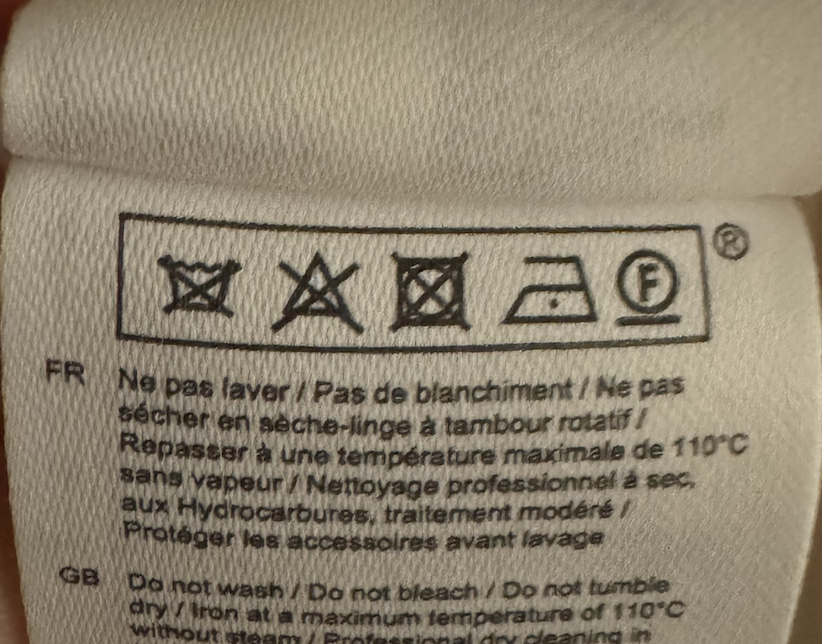 ®
F
FR Ne pas laver / Pas de blanchiment / Ne pas
sécher en sèche-linge à tambour rotatif /
Repasser à une température maximale de 110°C
sans vapeur / Nettoyage professionnel à sec,
aux Hydrocarbures, traitement modéré /
Protéger les accessoires avant lavage
GB Do not wash / Do not bleach / Do not tumble
dry / Iron at a maximum temperature of 110°C
without steam / Professional dry cleaning in